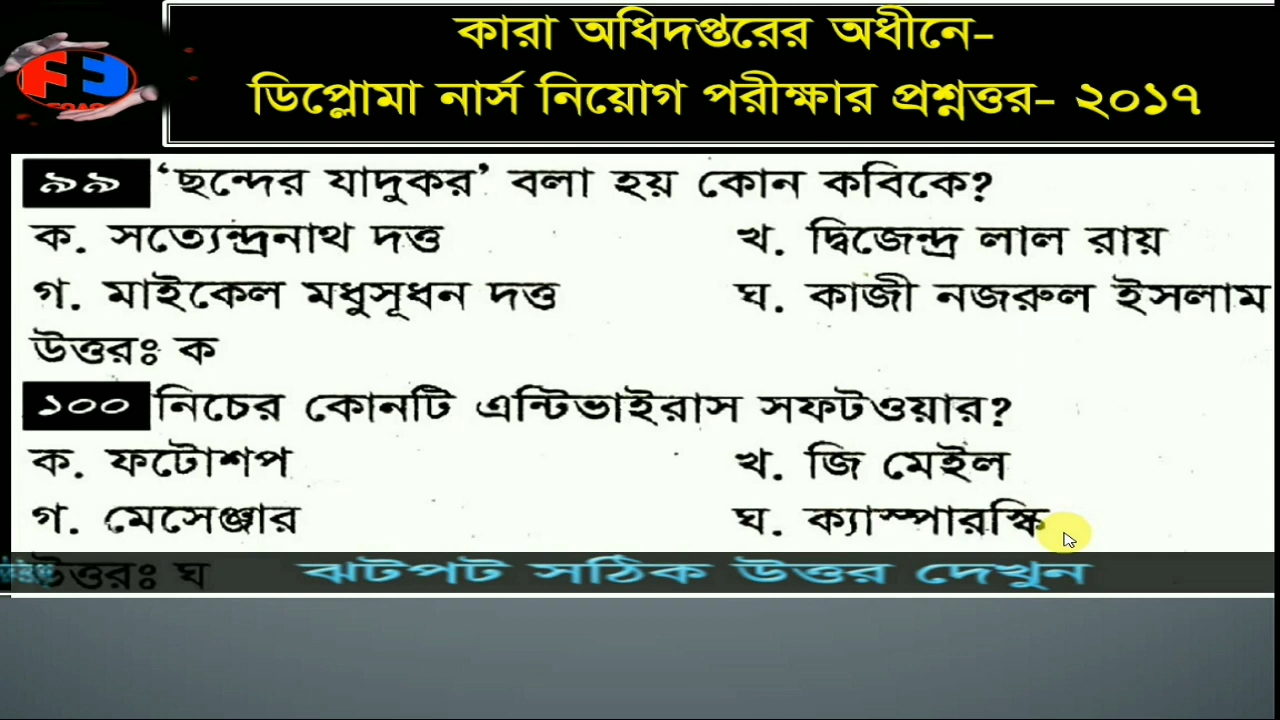 কারা অধিদপ্তরের অধীনে-
ডিপ্লোমা নার্স নিয়োগ পরীক্ষার প্রশ্নত্তর- ২০১৭
৯৯ ‘ছন্দের যাদুকর’ বলা হয় কোন কবিকে?
ক. সত্যেন্দ্রনাথ দত্ত খ. দ্বিজেন্দ্র লাল রায়
গ. মাইকেল মধুসূধন দত্ত ঘ. কাজী নজরুল ইসলাম
উত্তরঃ ক
১০০ নিচের কোনটি এন্টিভাইরাস সফটওয়ার?
ক. ফটোশপ খ. জি মেইল
গ. মেসেঞ্জার ঘ. ক্যাস্পারস্কি
উত্তরঃ ঘ ঝটপট সঠিক উত্তর দেখুন